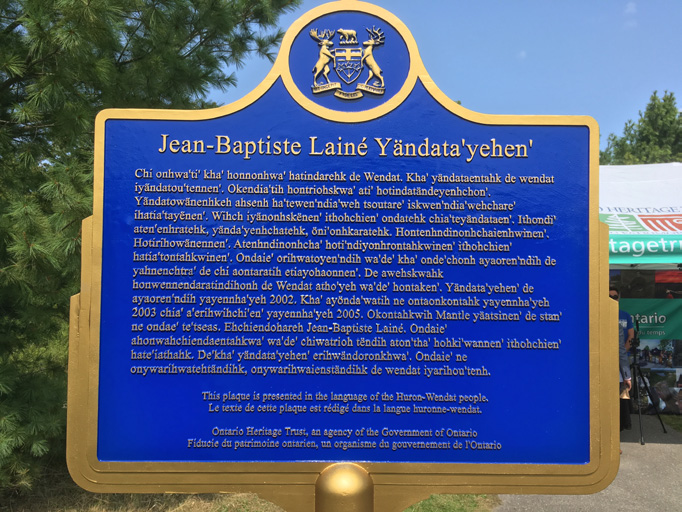 Jean-Baptiste Lainé Yändata'yehen'
Chi onhwa'ti' kha' honnonhwa' hatindarehk de Wendat. Kha' yändataentahk de wendat
iyändatou'tennen'. Okendia'tih hontriohskwa' ati' hotindatändeyenhchon'.
Yändatowänenhkeh ahsenh ha'tewen'ndia'weh tsoutare' iskwen'ndia'wehchare'
ihatia'tayēnen'. Wihch iyänonhskēnen' ithohchien' ondatehk chia'teyändataen'. Ithondi'
aten'enhratehk, yända'yenhchatehk, öni'onhkaratehk. Hontenhndinonhchaienhwinen'.
Hotirihowänennen'. Atenhndinonhcha' hoti'ndiyonhrontahkwinen' ithohchien'
hatia'tontahkwinen'. Ondaie' orihwatoyen'ndih wa'de' kha' onde'chonh ayaoren'ndih de
yahnenchtra' de chi aontaratih etiayohaonnen'. De awehskwahk
honwennendaratindihonh de Wendat atho'yeh wa'de' hontaken'. Yändata'yehen' de
ayaoren'ndih yayennha'yeh 2002. Kha' ayönda'watih ne ontaonkontahk yayennha'yeh
2003 chia' a'erihwihchi'en' yayennha'yeh 2005. Okontahkwih Mantle yäatsinen' de stan'
ne ondae' te'tseas. Ehchiendohareh Jean-Baptiste Lainé. Ondaie'
ahonwahchiendaentahkwa' wa'de' chiwatrioh tëndih aton'tha' hohki'wannen' ithohchien'
hate'iathahk. De'kha' yändata'yehen' erihwändoronkhwa'. Ondaie' ne
onywarihwatehtändihk, onywarihwaienständihk de wendat iyarihou'tenh.
This plaque is presented in the language of the Huron-Wendat people.
Le texte de cette plaque est rédigé dans la langue huronne-wendat.
Ontario Heritage Trust, an agency of the Government of Ontario
Fiducie du patrimoine ontarien, un organisme du gouvernement de l'Ontario
HERITAGE
tagetru
ntario